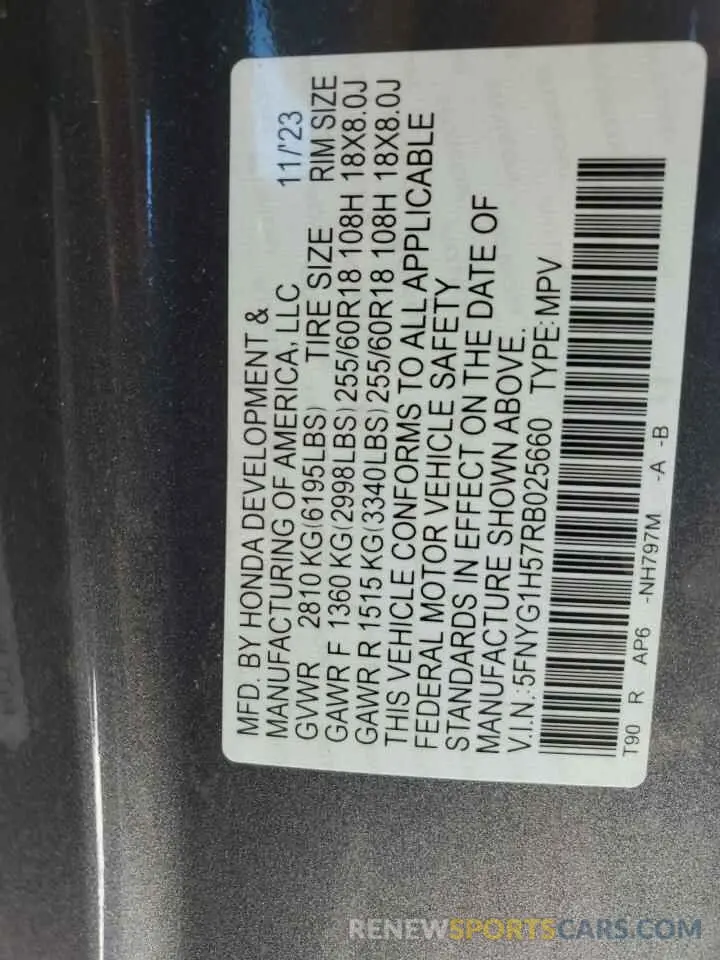 MFD. BY HONDA DEVELOPMENT &
MANUFACTURING OF AMERICA, LLC 11/'23
GVWR 2810 KG(6195LBS) TIRE SIZE RIM SIZE
GAWR F 1360 KG(2998LBS) 255/60R18 108H 18X8.0J
GAWR R 1515 KG(3340LBS) 255/60R18 108H 18X8.0J
THIS VEHICLE CONFORMS TO ALL APPLICABLE
FEDERAL MOTOR VEHICLE SAFETY
STANDARDS IN EFFECT ON THE DATE OF
MANUFACTURE SHOWN ABOVE.
V.I.N.:5FNYG1H57RB025660 TYPE:MPV
T90 R AP6 -NH797M -A -B
RENEWSPORTSCARS.COM